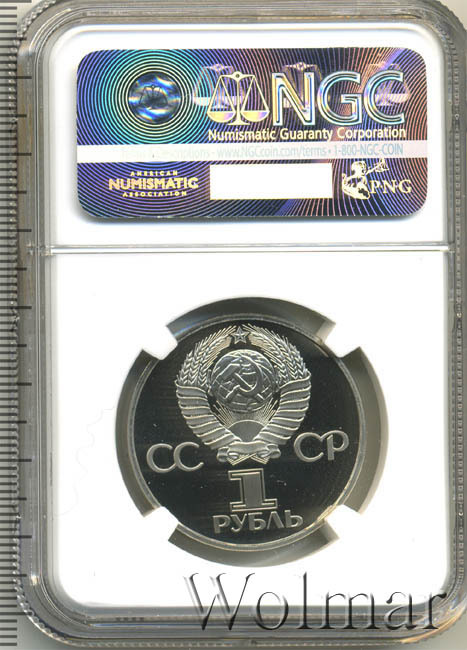 NGC
Numismatic Guaranty Corporation
www.NGCcoin.com/terms • 1-800-NGC-COIN
AMERICAN
NUMISMATIC
ASSOCIATION
PNG
СС СР
1
РУБЛЬ
Wolmar